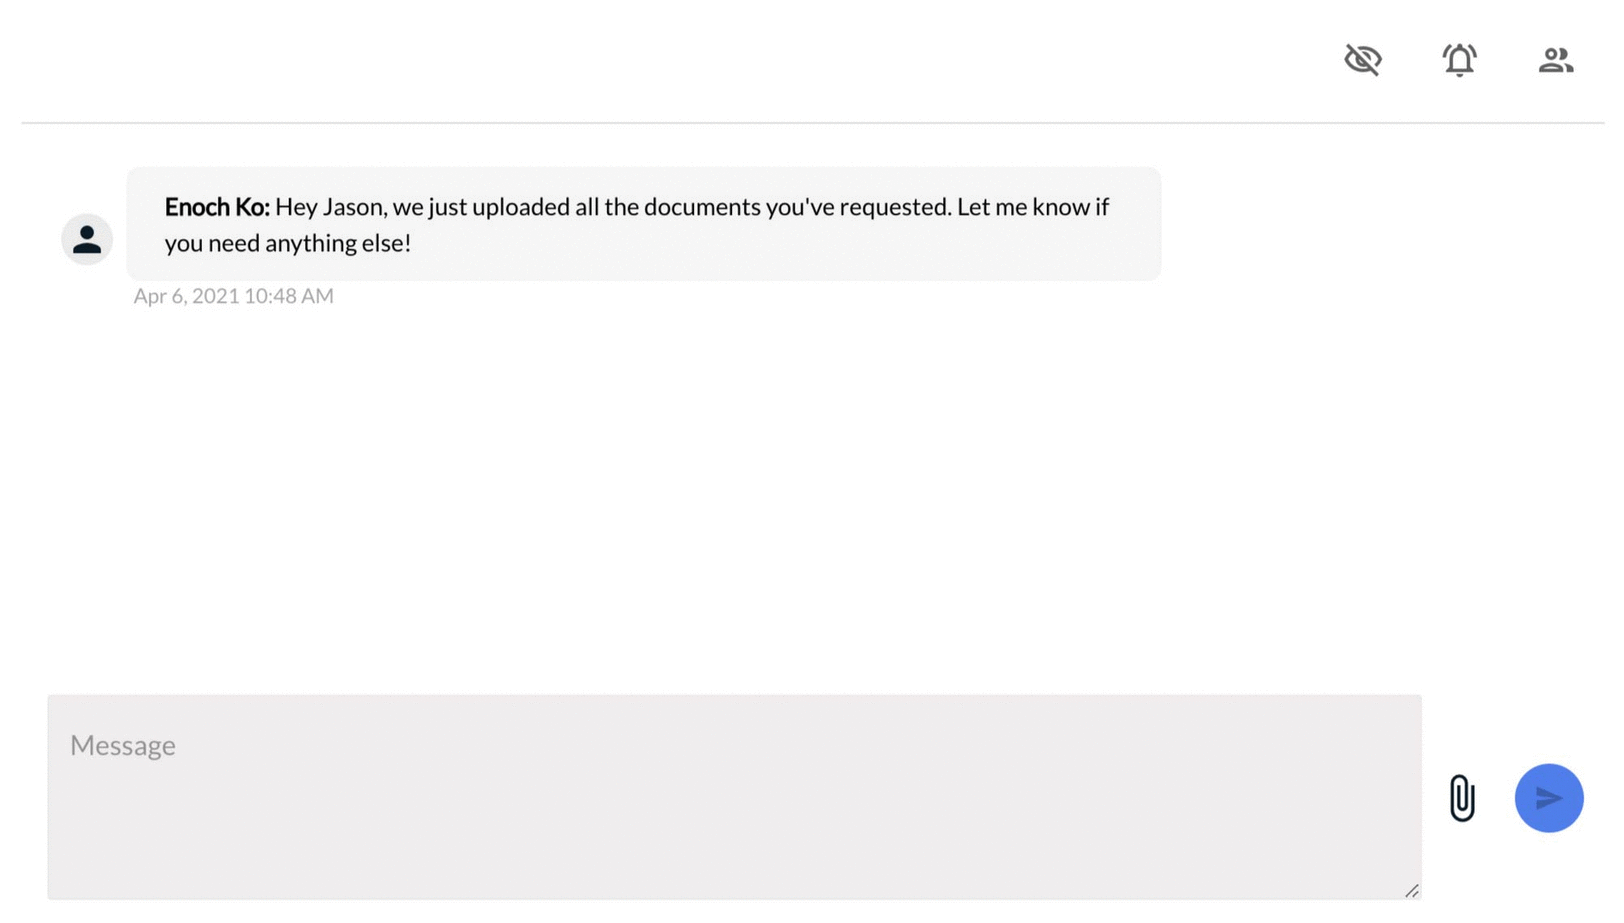 Enoch Ko: Hey Jason, we just uploaded all the documents you've requested. Let me know if
you need anything else!
Apr 6, 2021 10:48 AM
Message